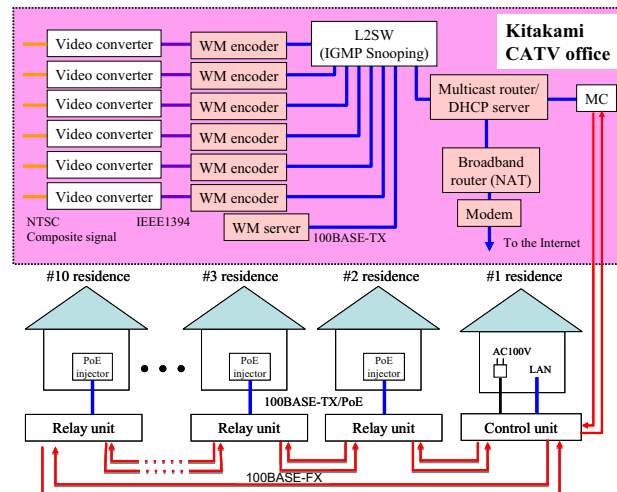 Kitakami
CATV office
L2SW
(IGMP Snooping)
Video converter
WM encoder
Video converter
WM encoder
Video converter
WM encoder
Video converter
WM encoder
Video converter
WM encoder
Video converter
WM encoder
Multicast router/
DHCP server
MC
Broadband
router (NAT)
Modem
WM server
NTSC
Composite signal
IEEE1394
100BASE-TX
To the Internet
#10 residence
#3 residence
#2 residence
#1 residence
PoE
injector
PoE
injector
PoE
injector
AC100V
LAN
100BASE-TX/PoE
Relay unit
Relay unit
Relay unit
Control unit
100BASE-FX